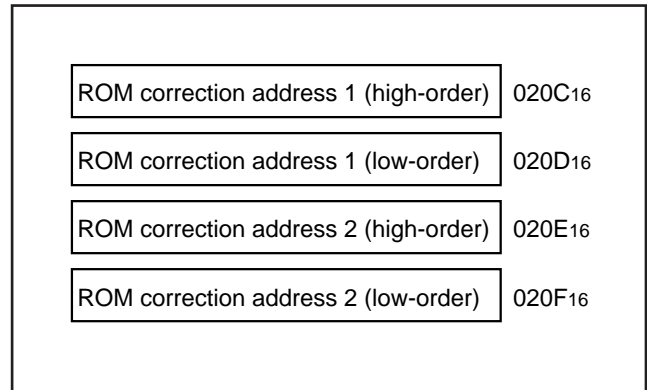 ROM correction address 1 (high-order) 020C16
ROM correction address 1 (low-order) 020D16
ROM correction address 2 (high-order) 020E16
ROM correction address 2 (low-order) 020F16